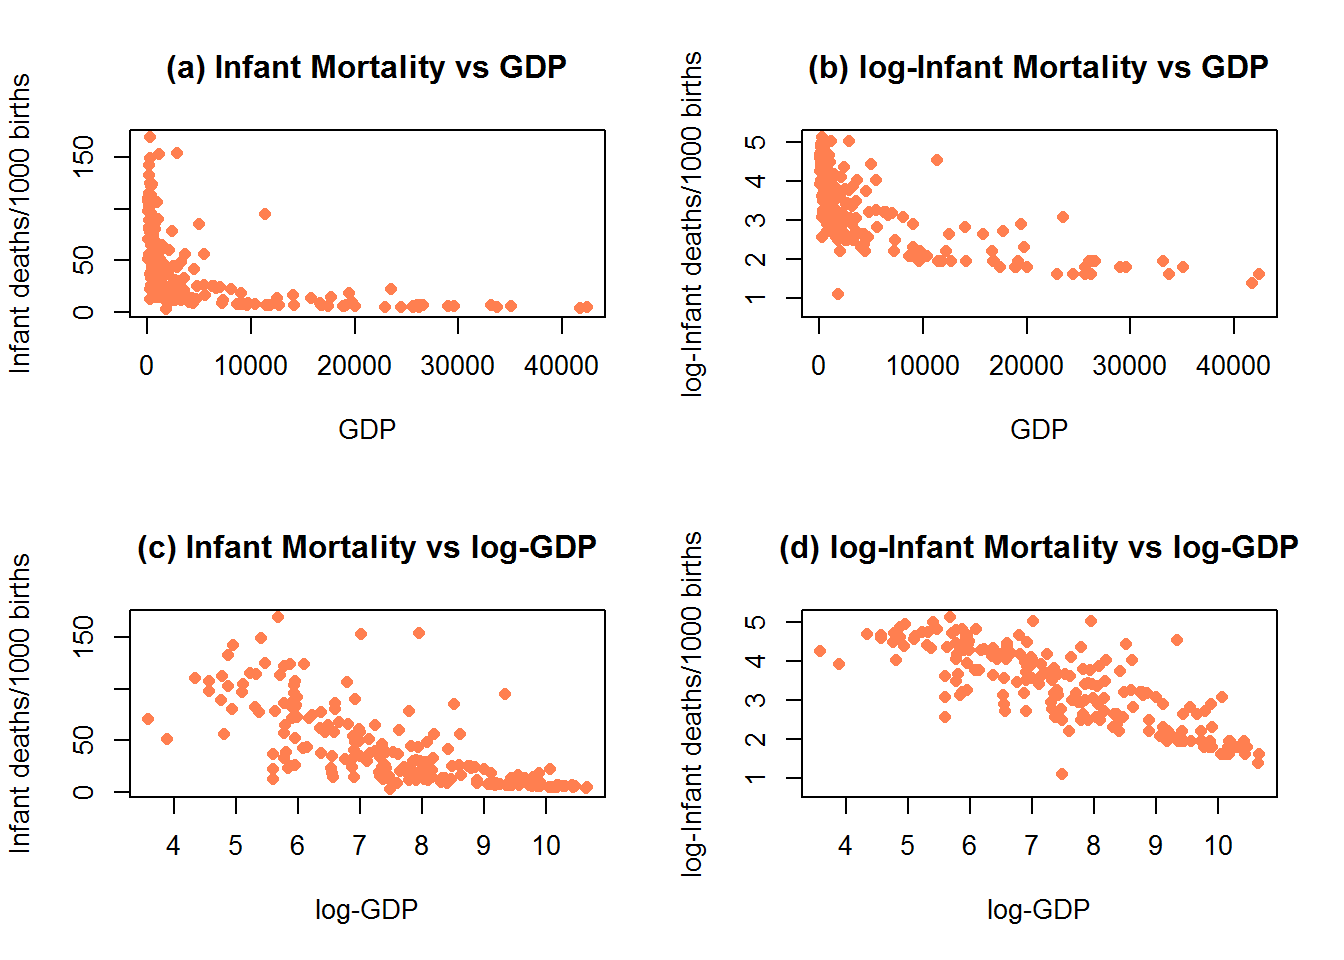 (a) Infant Mortality vs GDP
Infant deaths/1000 births
0 50 150
0 10000 20000 30000 40000
GDP
(b) log-Infant Mortality vs GDP
log-Infant deaths/1000 births
1 2 3 4 5
0 10000 20000 30000 40000
GDP
(c) Infant Mortality vs log-GDP
Infant deaths/1000 births
0 50 150
4 5 6 7 8 9 10
log-GDP
(d) log-Infant Mortality vs log-GDP
log-Infant deaths/1000 births
1 2 3 4 5
4 5 6 7 8 9 10
log-GDP